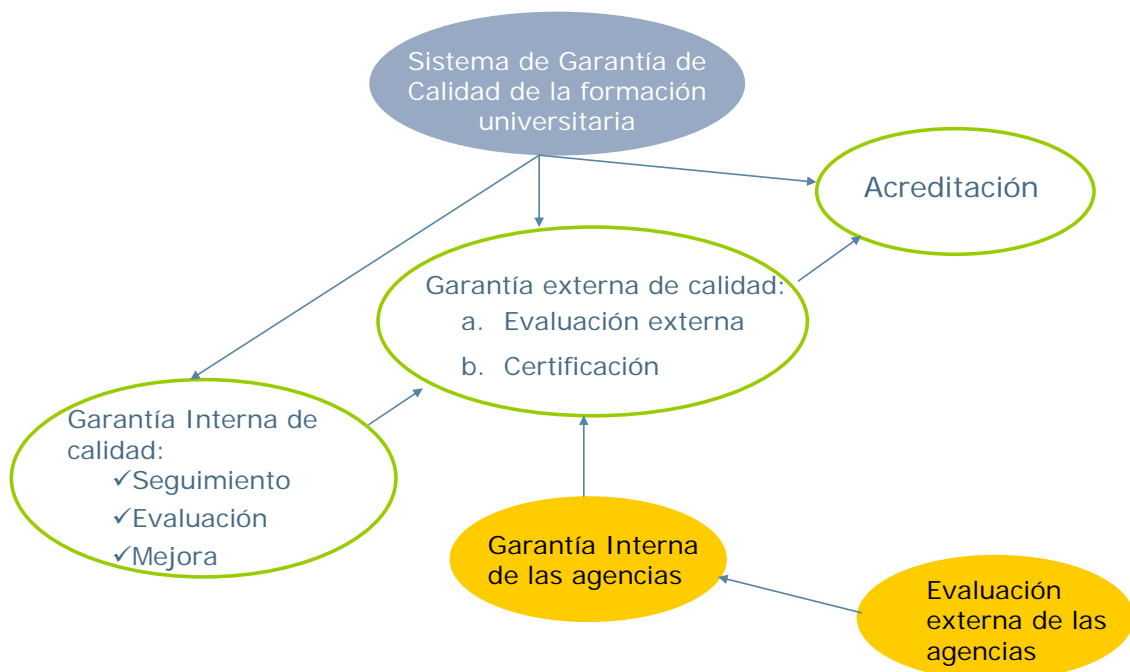 Sistema de Garantía de
Calidad de la formación
universitaria
Acreditación
Garantía externa de calidad:
a. Evaluación externa
b. Certificación
Garantía Interna de
calidad:
✓Seguimiento
✓Evaluación
✓Mejora
Garantía Interna
de las agencias
Evaluación
externa de las
agencias